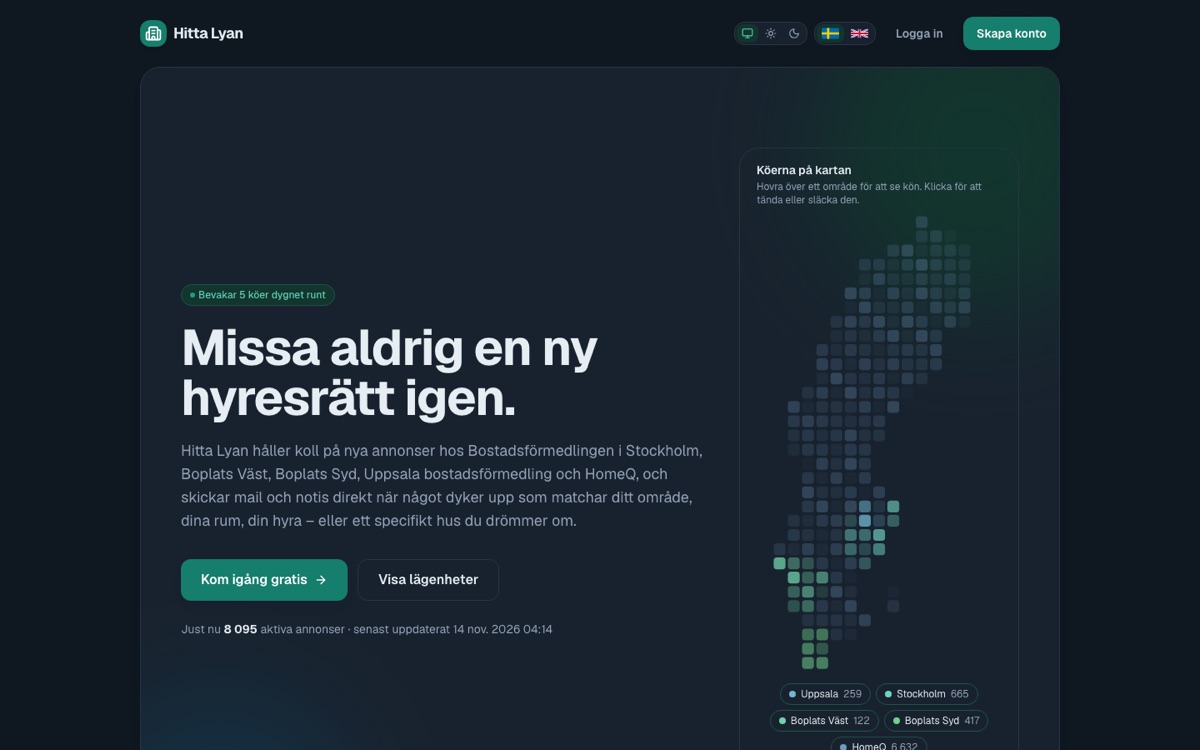 Hitta Lyan
Logga in
Skapa konto
Köerna på kartan
Hovra över ett område för att se kön. Klicka för att
tända eller släcka den.
Bevakar 5 köer dygnet runt
Missa aldrig en ny
hyresrätt igen.
Hitta Lyan håller koll på nya annonser hos Bostadsförmedlingen i Stockholm,
Boplats Väst, Boplats Syd, Uppsala bostadsförmedling och HomeQ, och
skickar mail och notis direkt när något dyker upp som matchar ditt område,
dina rum, din hyra – eller ett specifikt hus du drömmer om.
Kom igång gratis →
Visa lägenheter
Just nu 8 095 aktiva annonser · senast uppdaterat 14 nov. 2026 04:14
Uppsala 259
Stockholm 665
Boplats Väst 122
Boplats Syd 417
HomeQ 6 632